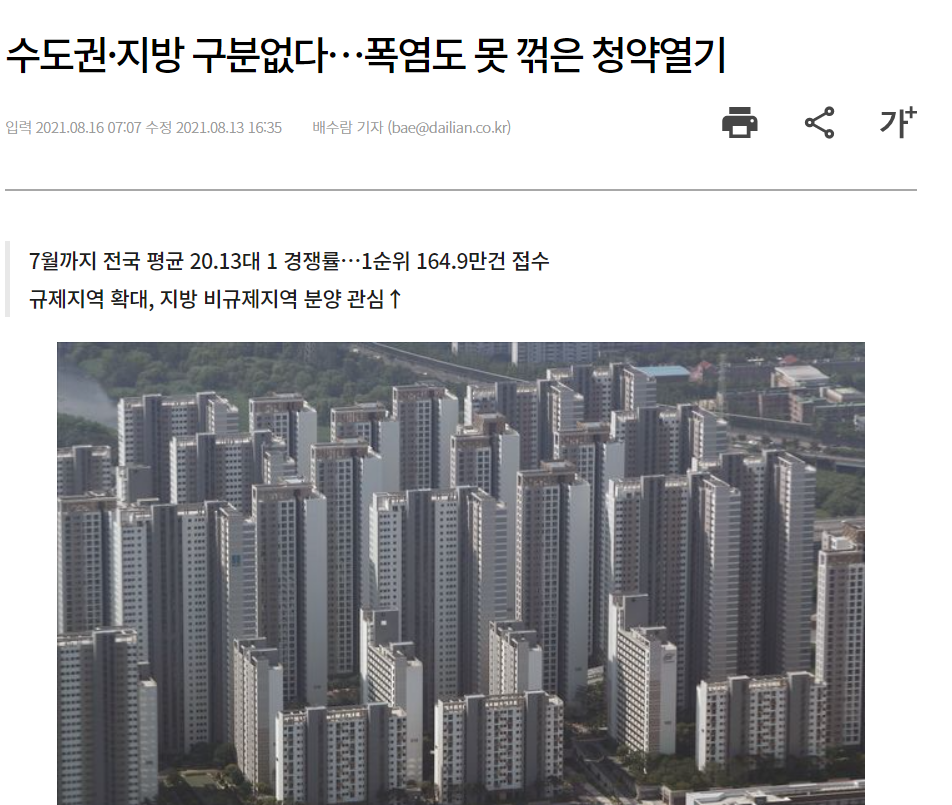 수도권·지방 구분없다…폭염도 못 꺾은 청약열기
입력 2021.08.16 07:07 수정 2021.08.13 16:35 배수람 기자 (bae@dailian.co.kr)
가+
7월까지 전국 평균 20.13대 1 경쟁률…1순위 164.9만건 접수
규제지역 확대, 지방 비규제지역 분양 관심↑